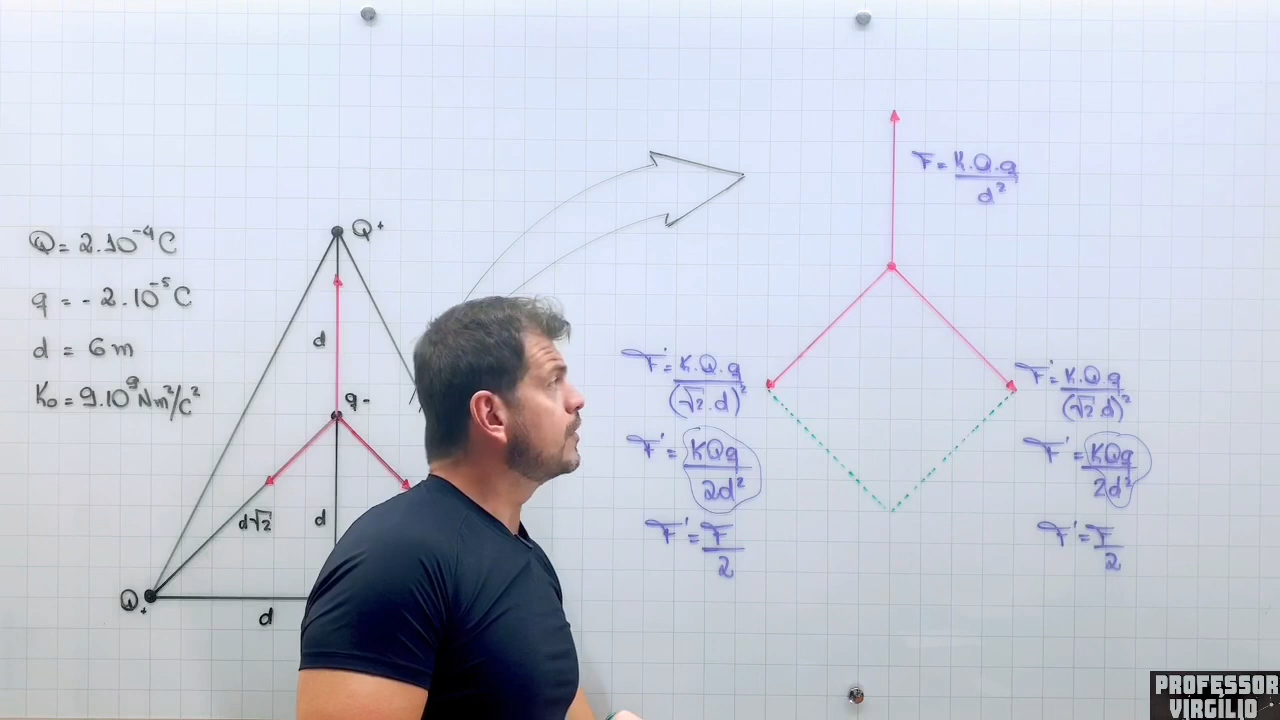 Q = 2.10⁻⁴ C
q = - 2.10⁻⁵ C
d = 6 m
K₀ = 9.10⁹ Nm²/C²
Q+
d
q-
d√2
d
Q+
d
F = K.Q.q
d²
F' = K.Q.q
(√2.d)²
F' = KQq
2d²
F' = F
2
F' = K.Q.q
(√2.d)²
F' = KQq
2d²
F' = F
2
PROFESSOR
VIRGÍLIO